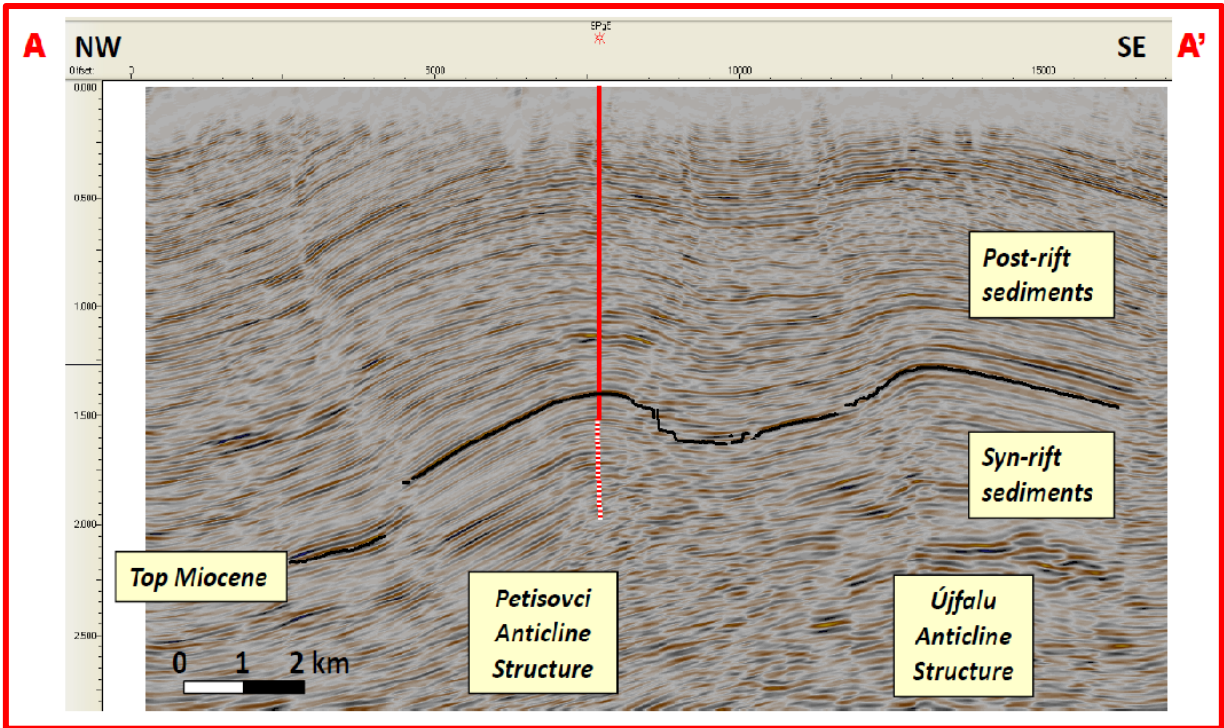 A NW SE A'
Offset: 0 5000 10000 15000
0.000
0.500
Post-rift
sediments
1.000
1.500
Syn-rift
sediments
2.000
Top Miocene
Petisovci
Anticline
Structure
Újfalu
Anticline
Structure
2.500
0 1 2 km